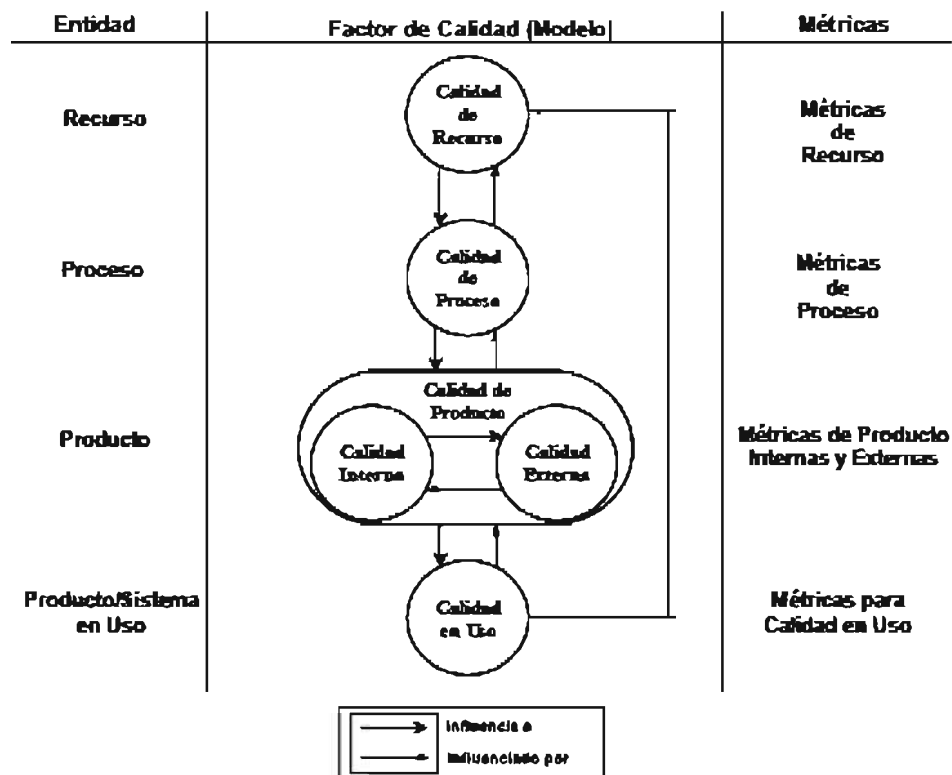 Entidad
Factor de Calidad (Modelo)
Métricas
Recurso
Calidad
de
Recurso
Métricas
de
Recurso
Proceso
Calidad
de
Proceso
Métricas
de
Proceso
Producto
Calidad de
Producto
Calidad
Interna
Calidad
Externa
Métricas de Producto
Internas y Externas
Producto/Sistema
en Uso
Calidad
en Uso
Métricas para
Calidad en Uso
Influencia a
Influenciado por